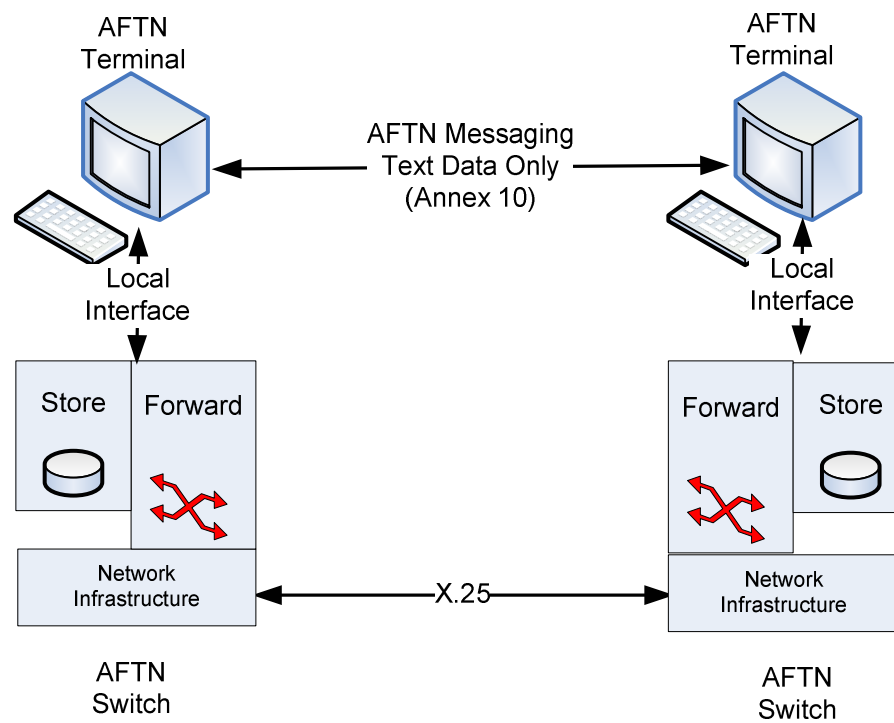 AFTN
Terminal
AFTN
Terminal
AFTN Messaging
Text Data Only
(Annex 10)
Local
Interface
Local
Interface
Store
Forward
Forward
Store
Network
Infrastructure
X.25
Network
Infrastructure
AFTN
Switch
AFTN
Switch